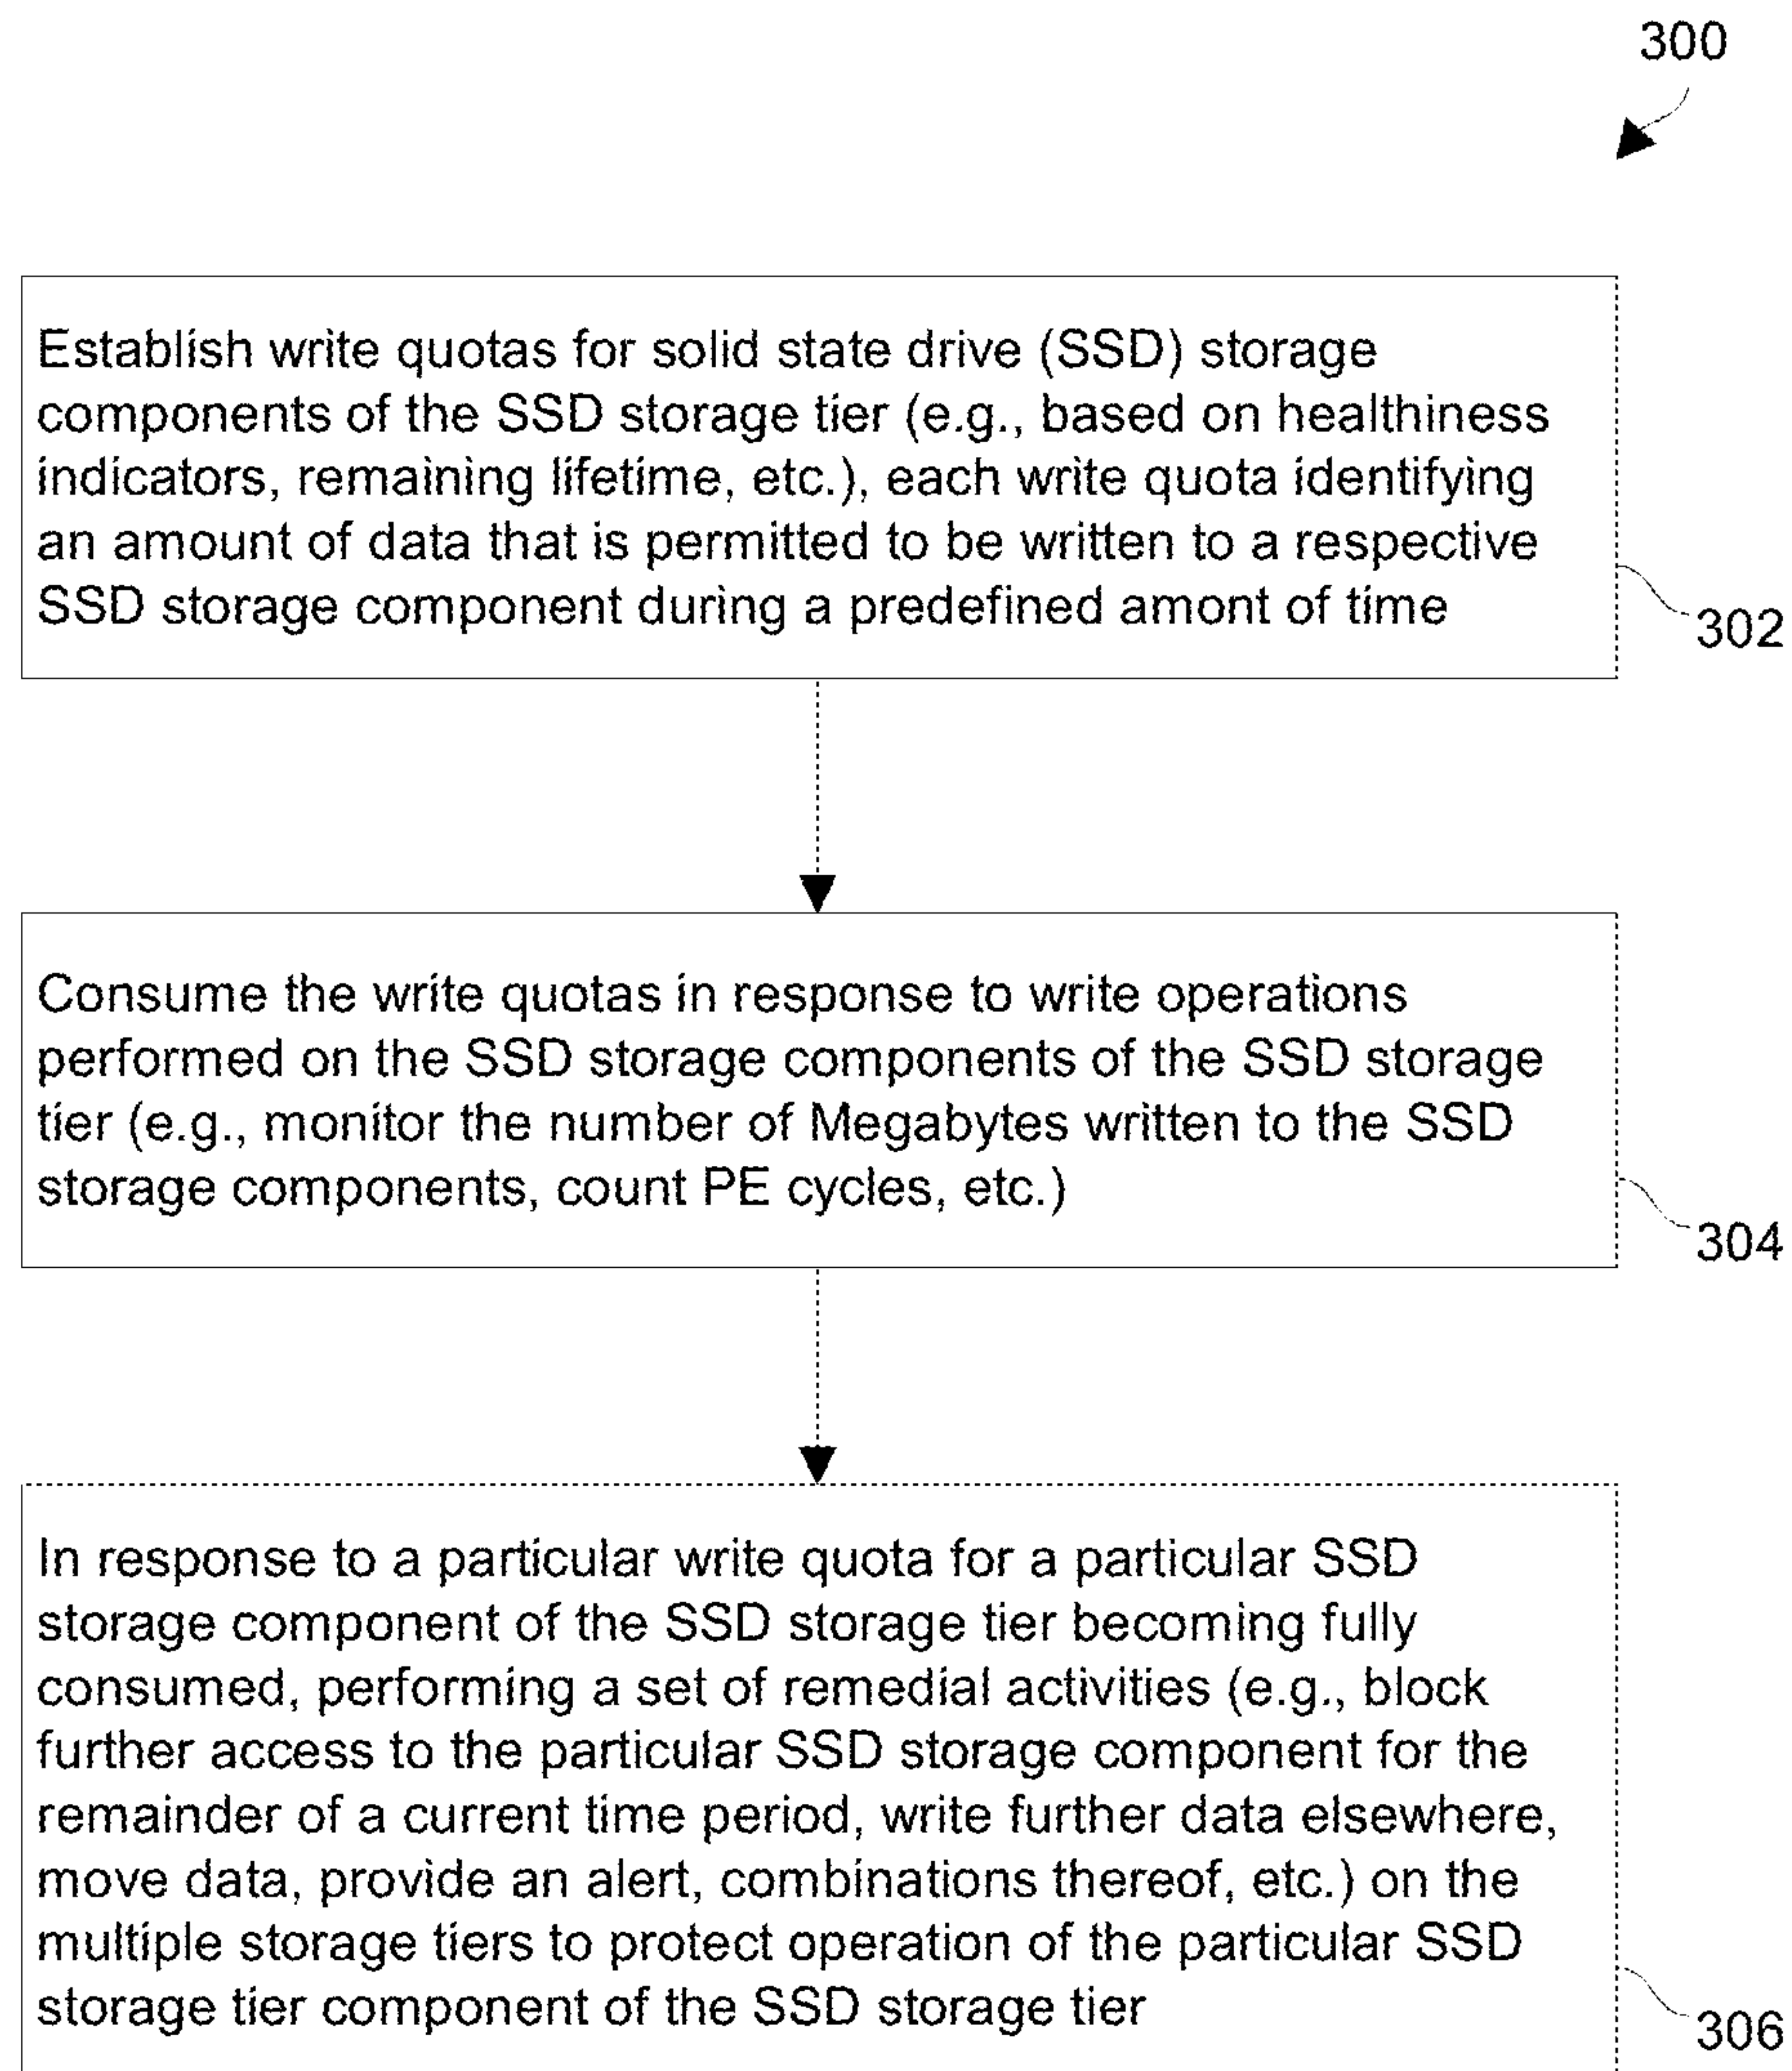 300
Establish write quotas for solid state drive (SSD) storage
components of the SSD storage tier (e.g., based on healthiness
indicators, remaining lifetime, etc.), each write quota identifying
an amount of data that is permitted to be written to a respective
SSD storage component during a predefined amont of time
302
Consume the write quotas in response to write operations
performed on the SSD storage components of the SSD storage
tier (e.g., monitor the number of Megabytes written to the SSD
storage components, count PE cycles, etc.)
304
In response to a particular write quota for a particular SSD
storage component of the SSD storage tier becoming fully
consumed, performing a set of remedial activities (e.g., block
further access to the particular SSD storage component for the
remainder of a current time period, write further data elsewhere,
move data, provide an alert, combinations thereof, etc.) on the
multiple storage tiers to protect operation of the particular SSD
storage tier component of the SSD storage tier
306